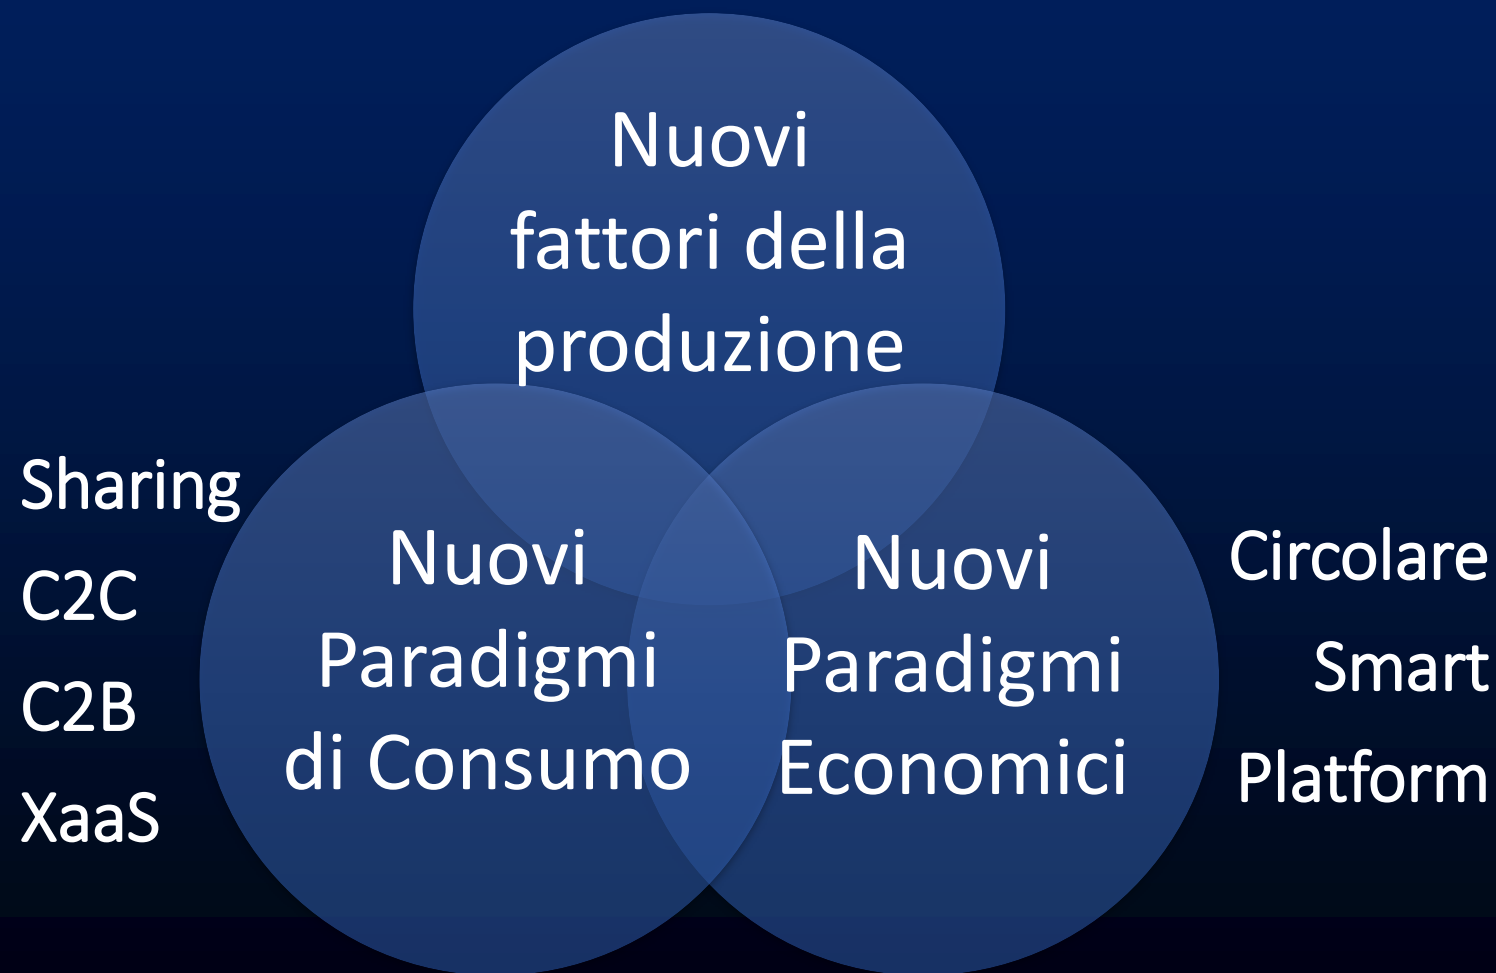 Nuovi
fattori della
produzione
Sharing
C2C
C2B
XaaS
Nuovi
Paradigmi
di Consumo
Nuovi
Paradigmi
Economici
Circolare
Smart
Platform